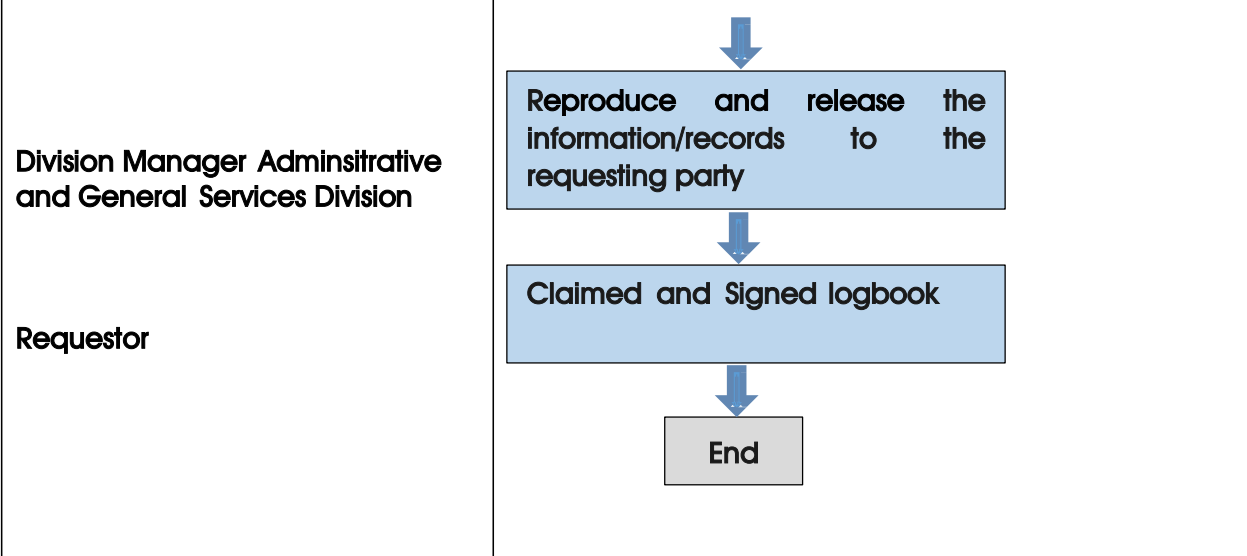 Division Manager Adminsitrative
and General Services Division
Reproduce and release the
information/records to the
requesting party
Requestor
Claimed and Signed logbook
End